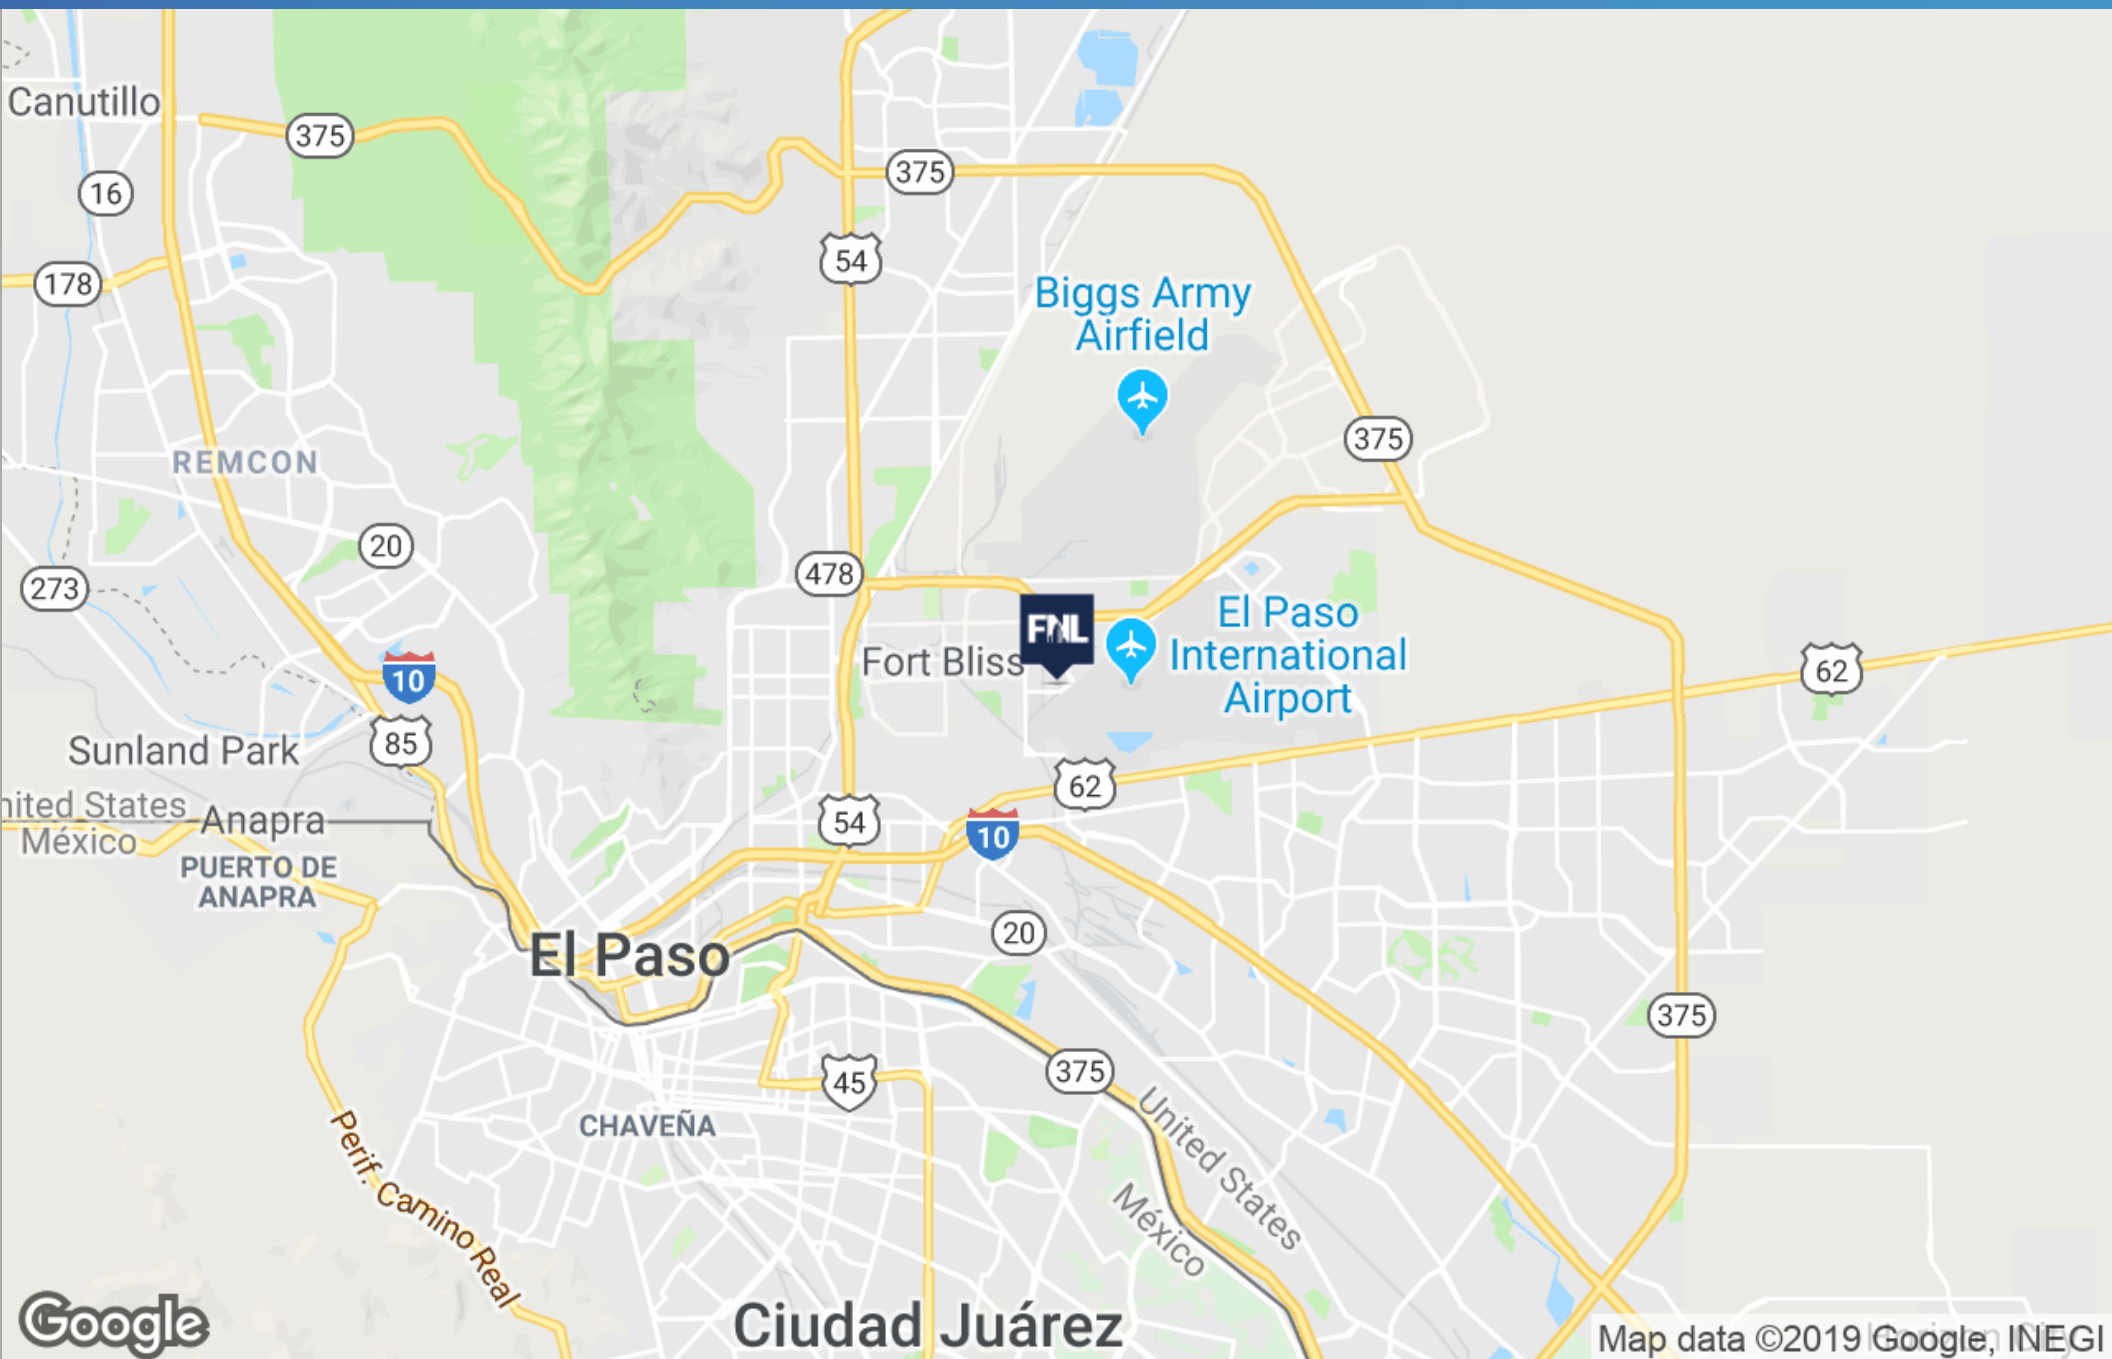 Canutillo
375
375
16
54
178
Biggs Army
Airfield
375
REMCON
20
478
273
FNL
El Paso
International
Airport
Fort Bliss
62
10
85
Sunland Park
62
nited States
Anapra
54
10
México
PUERTO DE
ANAPRA
20
El Paso
375
375
45
CHAVEÑA
United States
México
Perif. Camino Real
Ciudad Juárez
Google
Map data ©2019 Google, INEGI